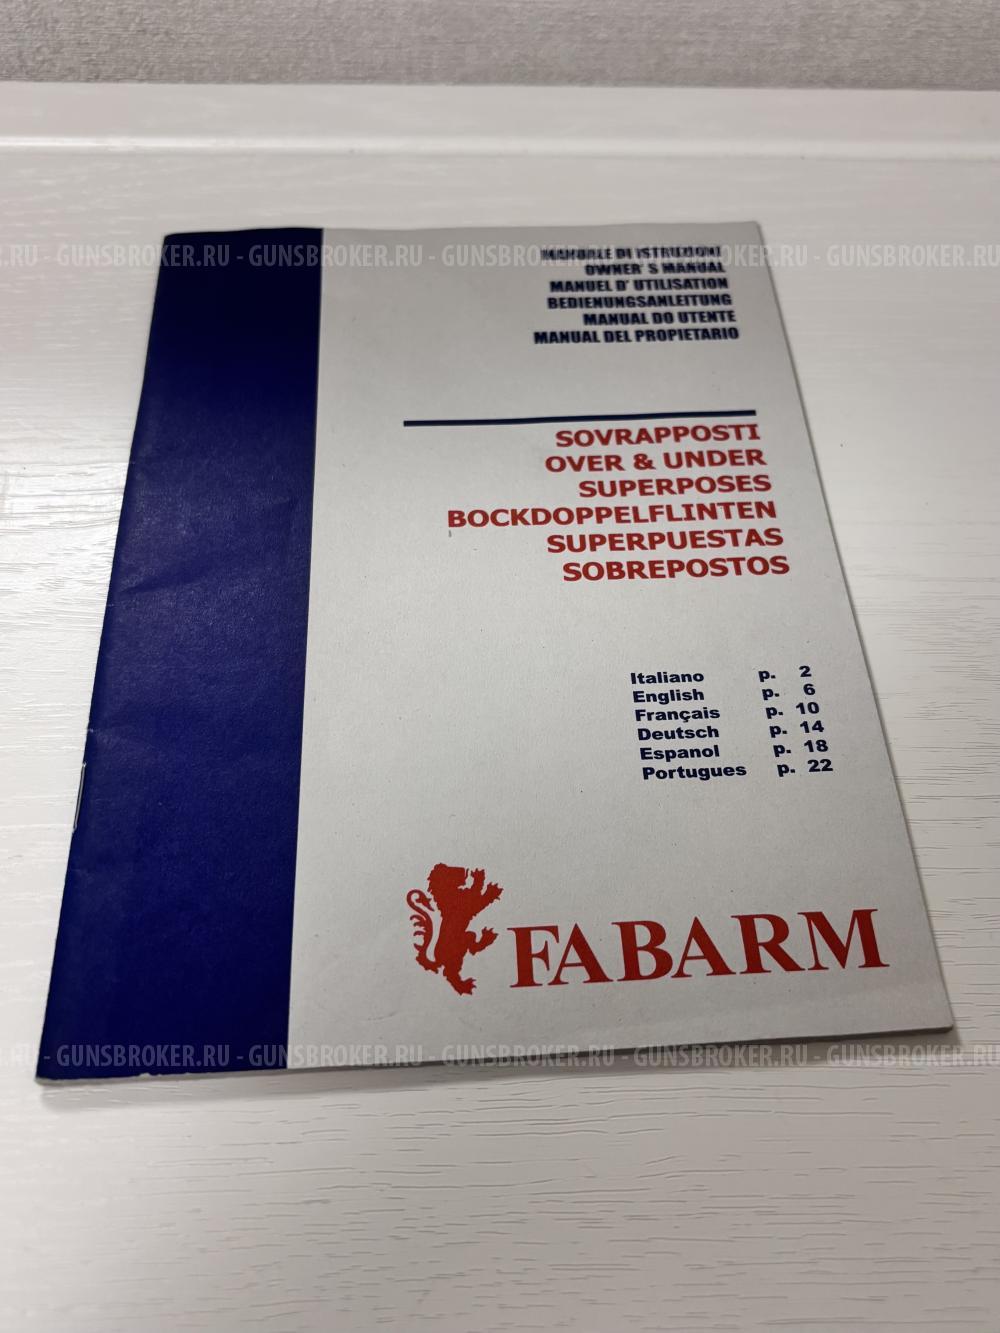 .RU - GUNSBROKER.RU - GUNSBROKER.RU - GUNSBROKER.RU - GUNSBROKER.RU - GUNSBROKER
MANUALE DI ISTRUZIONI
OWNER' S MANUAL
MANUEL D' UTILISATION
BEDIENUNGSANLEITUNG
MANUAL DO UTENTE
MANUAL DEL PROPIETARIO
SOVRAPPOSTI
OVER & UNDER
SUPERPOSES
BOCKDOPPELFLINTEN
SUPERPUESTAS
SOBREPOSTOS
Italiano p. 2
English p. 6
Français p. 10
Deutsch p. 14
Espanol p. 18
Portugues p. 22
FABARM
.RU - GUNSBROKER.RU - GUNSBROKER.RU - GUNSBROKER.RU - GUNSBROKER.RU - GUNSBROKER